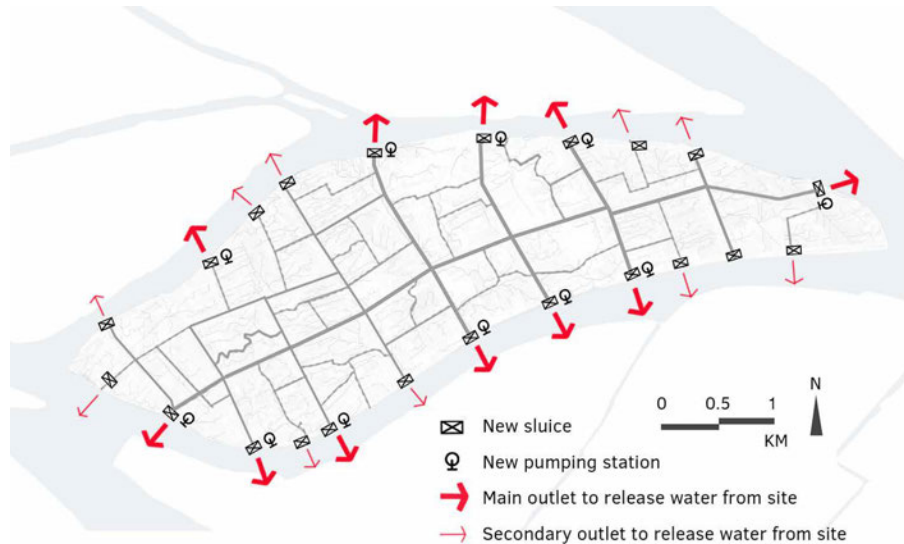 N
0 0.5 1
KM
New sluice
New pumping station
Main outlet to release water from site
Secondary outlet to release water from site